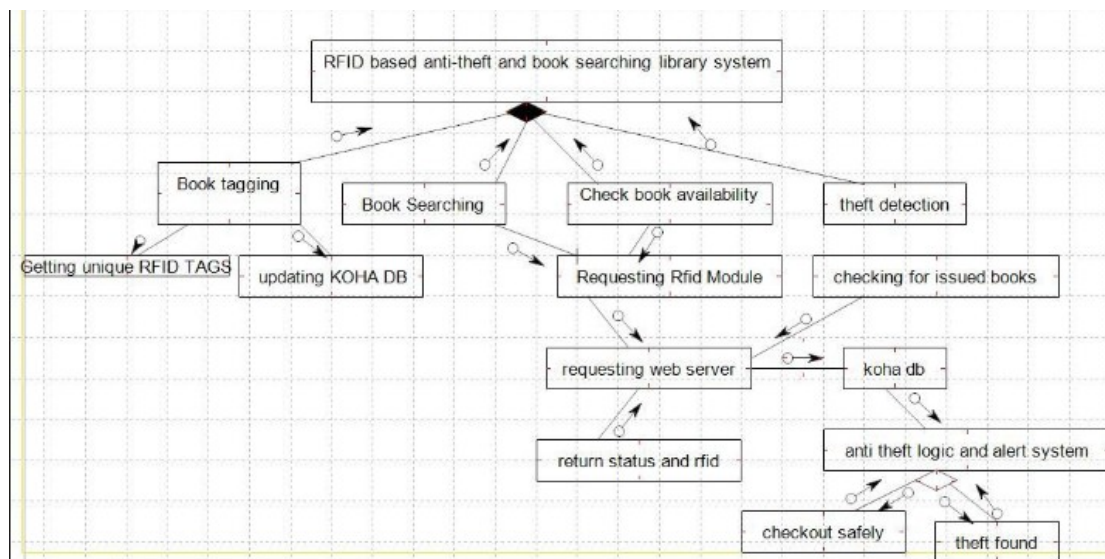 RFID based anti-theft and book searching library system
Book tagging
Book Searching
Check book availability
theft detection
Getting unique RFID TAGS
updating KOHA DB
Requesting Rfid Module
checking for issued books
requesting web server
koha db
return status and rfid
anti theft logic and alert system
checkout safely
theft found